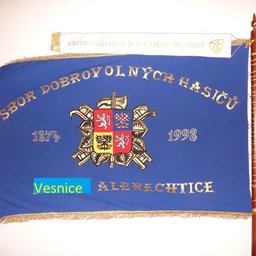 SBOR DOBROVOLNÝCH HASIČŮ
1874 1998
Vesnice
ALBRECHTICE